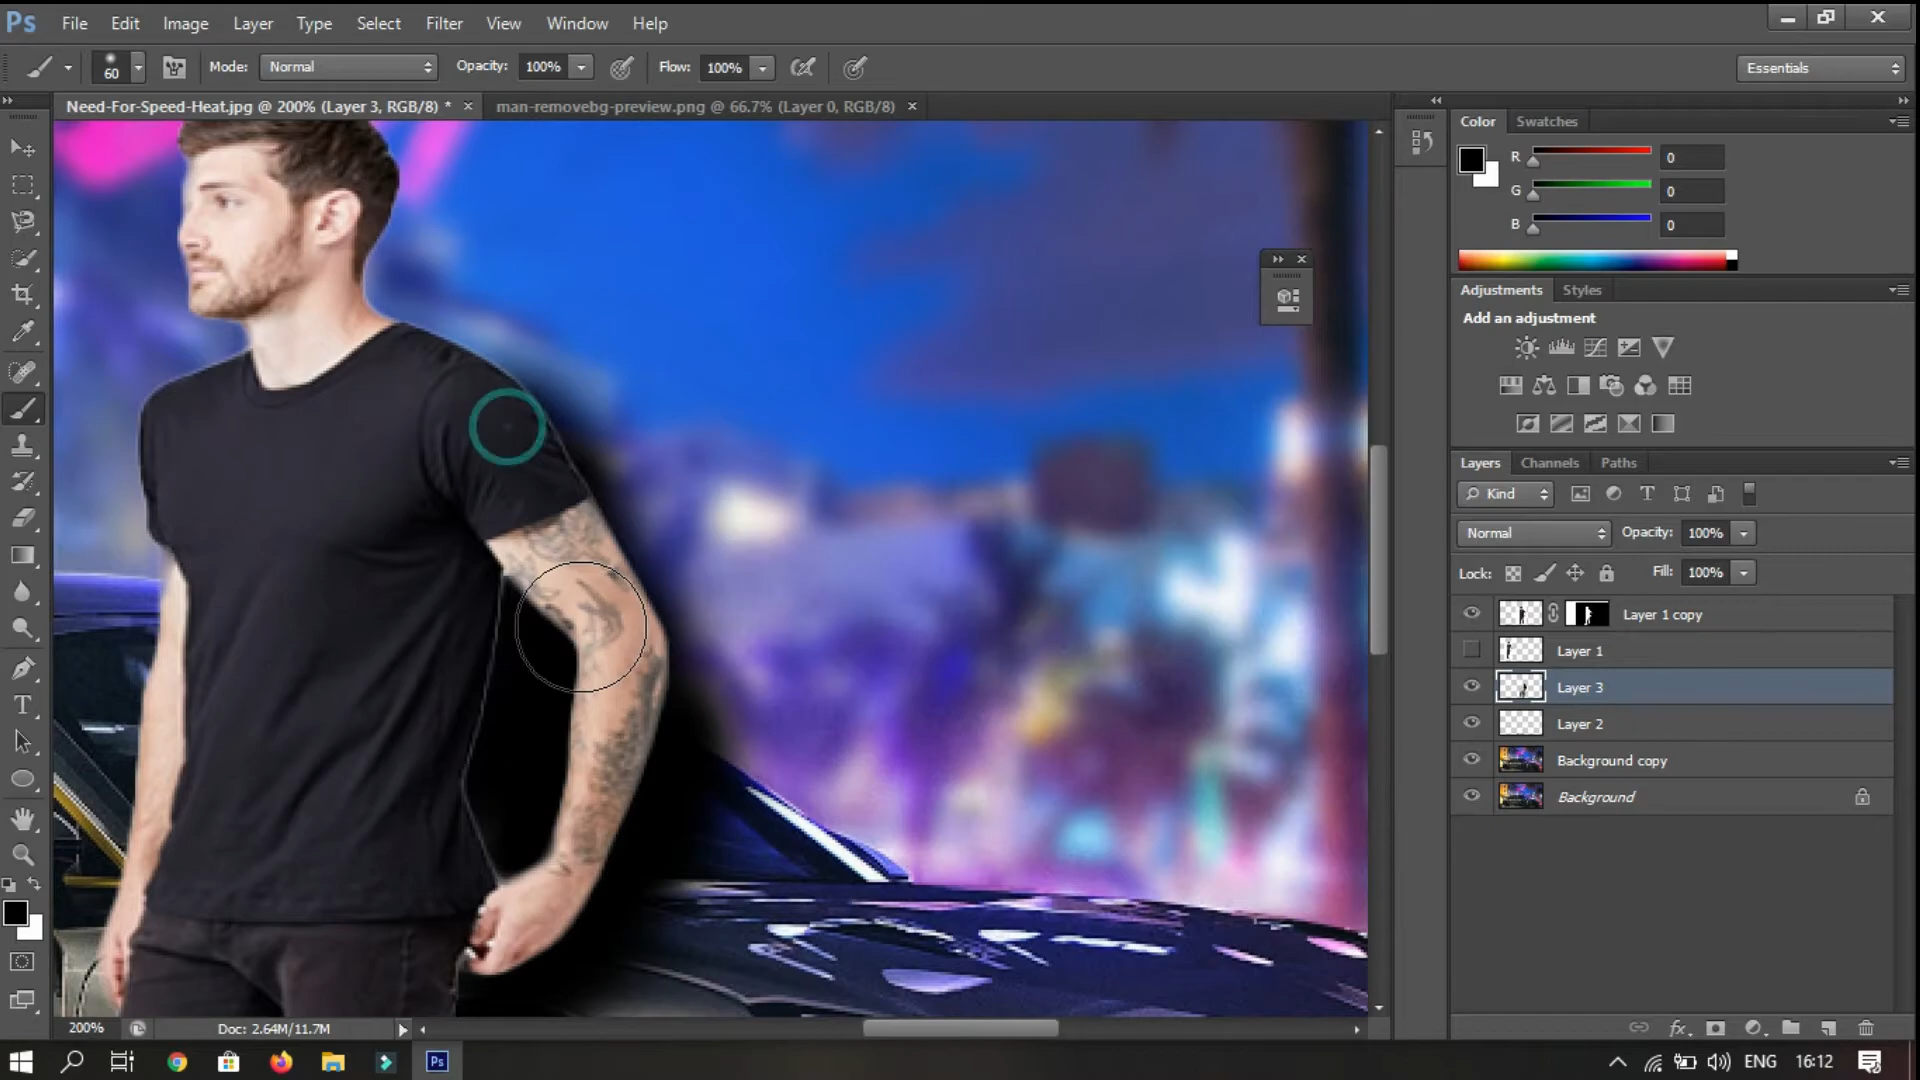 Ps File Edit Image Layer Type Select Filter View Window Help
60 Mode: Normal Opacity: 100% Flow: 100% Essentials
Need-For-Speed-Heat.jpg @ 200% (Layer 3, RGB/8) * man-removebg-preview.png @ 66.7% (Layer 0, RGB/8)
Color Swatches
R 0
G 0
B 0
Adjustments Styles
Add an adjustment
Layers Channels Paths
Kind
Normal Opacity: 100%
Lock: Fill: 100%
Layer 1 copy
Layer 1
Layer 3
Layer 2
Background copy
Background
200% Doc: 2.64M/11.7M
Ps ENG 16:12